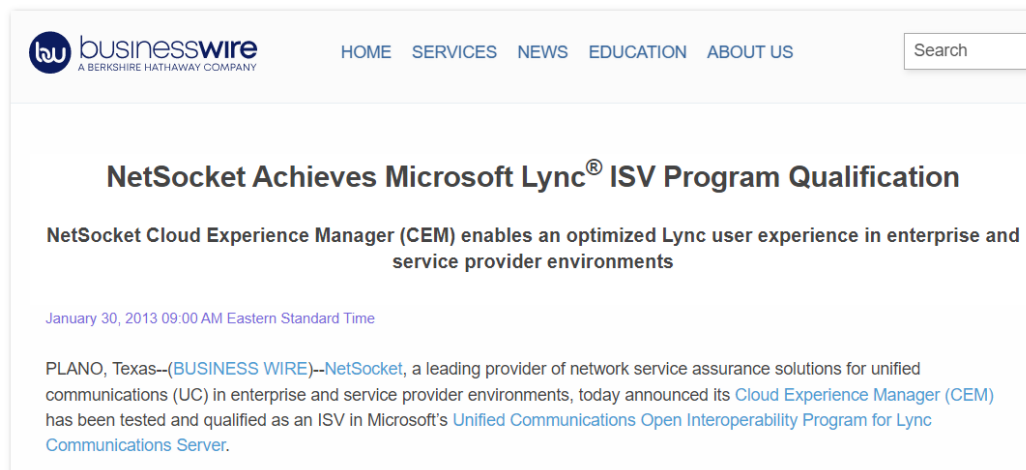 bw businesswire
A BERKSHIRE HATHAWAY COMPANY
HOME SERVICES NEWS EDUCATION ABOUT US
Search
NetSocket Achieves Microsoft Lync® ISV Program Qualification
NetSocket Cloud Experience Manager (CEM) enables an optimized Lync user experience in enterprise and
service provider environments
January 30, 2013 09:00 AM Eastern Standard Time
PLANO, Texas--(BUSINESS WIRE)--NetSocket, a leading provider of network service assurance solutions for unified
communications (UC) in enterprise and service provider environments, today announced its Cloud Experience Manager (CEM)
has been tested and qualified as an ISV in Microsoft's Unified Communications Open Interoperability Program for Lync
Communications Server.